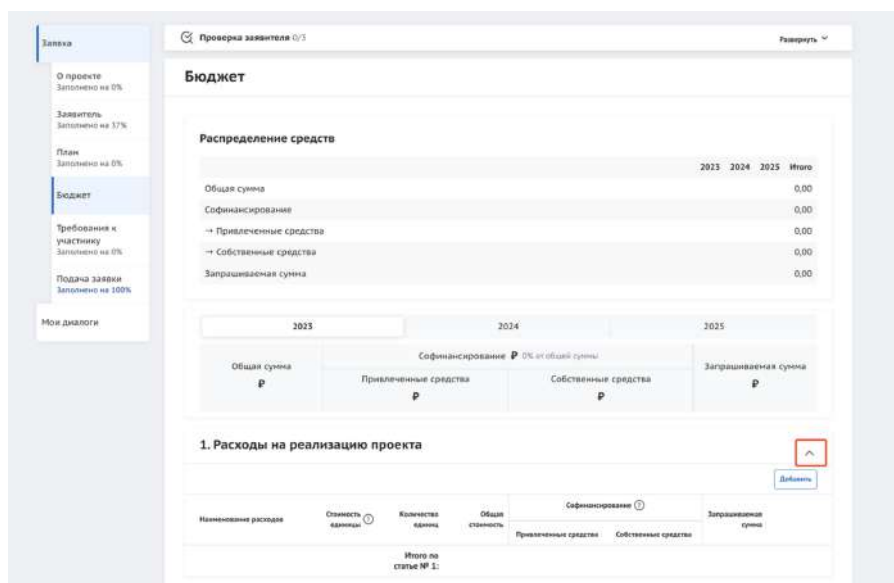 Заявка
О проекте
Заполнено на 0%
Заявитель
Заполнено на 37%
План
Заполнено на 0%
Бюджет
Требования к
участнику
Заполнено на 0%
Подача заявки
Заполнено на 100%
Мои диалоги
Проверка заявителя 0/3
Развернуть
Бюджет
Распределение средств
2023 2024 2025 Итого
Общая сумма 0,00
Софинансирование 0,00
→ Привлеченные средства 0,00
→ Собственные средства 0,00
Запрашиваемая сумма 0,00
2023 2024 2025
Общая сумма
₽
Софинансирование ₽ 0% от общей суммы
Привлеченные средства
₽
Собственные средства
₽
Запрашиваемая сумма
₽
1. Расходы на реализацию проекта
Добавить
Наименование расходов
Стоимость
единицы ?
Количество
единиц
Общая
стоимость
Софинансирование ?
Привлеченные средства
Собственные средства
Запрашиваемая
сумма
Итого по
статье № 1: